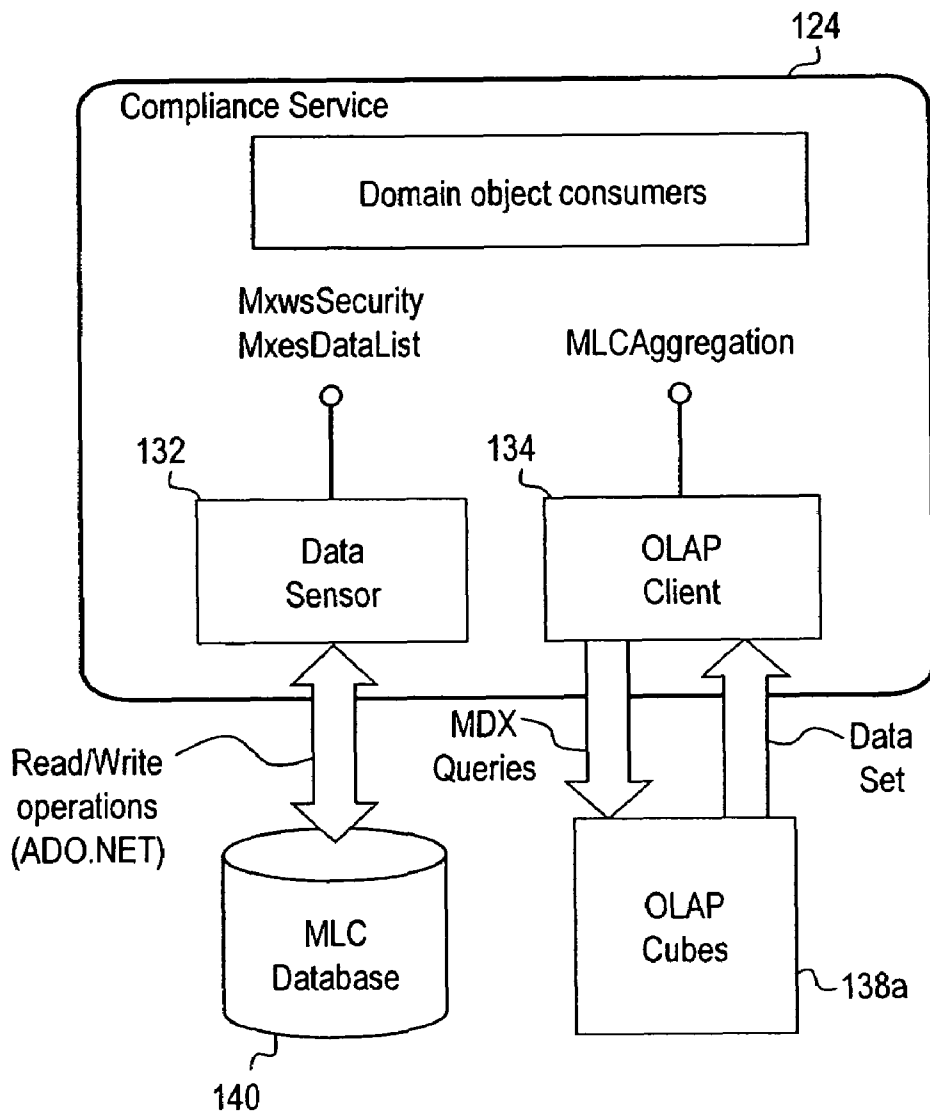 124
Compliance Service
Domain object consumers
MxwsSecurity
MxesDataList
MLCAggregation
132
134
Data
Sensor
OLAP
Client
Read/Write
operations
(ADO.NET)
MDX
Queries
Data
Set
MLC
Database
OLAP
Cubes
138a
140